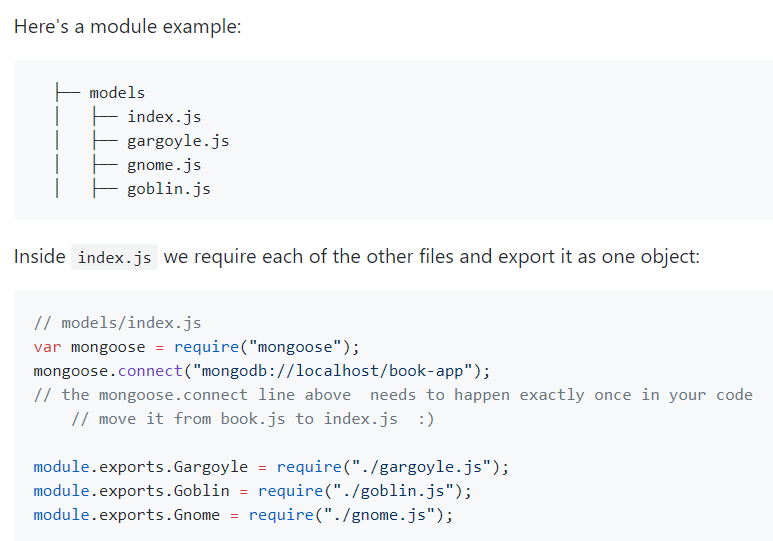 Here's a module example:
├── models
│   ├── index.js
│   ├── gargoyle.js
│   ├── gnome.js
│   ├── goblin.js
Inside index.js we require each of the other files and export it as one object:
// models/index.js
var mongoose = require("mongoose");
mongoose.connect("mongodb://localhost/book-app");
// the mongoose.connect line above  needs to happen exactly once in your code
    // move it from book.js to index.js  :)
module.exports.Gargoyle = require("./gargoyle.js");
module.exports.Goblin = require("./goblin.js");
module.exports.Gnome = require("./gnome.js");